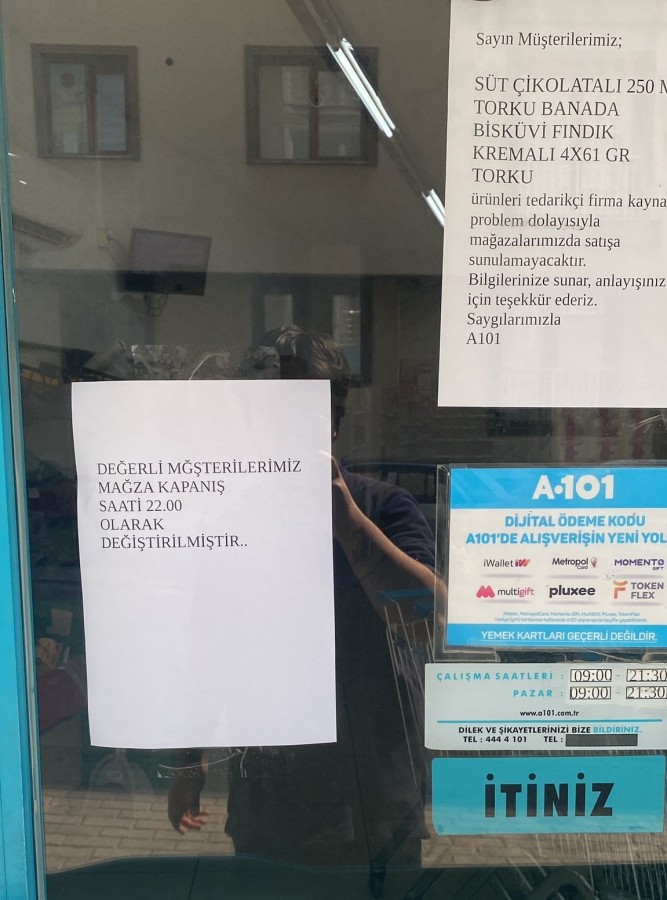 Sayın Müşterilerimiz;
SÜT ÇİKOLATALI 250 M
TORKU BANADA
BİSKÜVİ FINDIK
KREMALI 4X61 GR
TORKU
ürünleri tedarikçi firma kayna
problem dolayısıyla
mağazalarımızda satışa
sunulamayacaktır.
Bilgilerinize sunar, anlayışınız
için teşekkür ederiz.
Saygılarımızla
A101
DEĞERLİ MĞŞTERİLERİMİZ
MAĞZA KAPANIŞ
SAATİ 22.00
OLARAK
DEĞİŞTİRİLMİŞTİR..
A101
DİJİTAL ÖDEME KODU
A101'DE ALIŞVERİŞİN YENİ YOL
iWallet Metropol Card MOMENTO GIFT
multigift pluxee TOKEN FLEX
YEMEK KARTLARI GEÇERLİ DEĞİLDİR.
ÇALIŞMA SAATLERİ : 09:00 - 21:30
PAZAR : 09:00 - 21:30
www.a101.com.tr
DİLEK VE ŞİKAYETLERİNİZİ BİZE BİLDİRİNİZ.
TEL : 444 4 101 TEL :
İTİNİZ